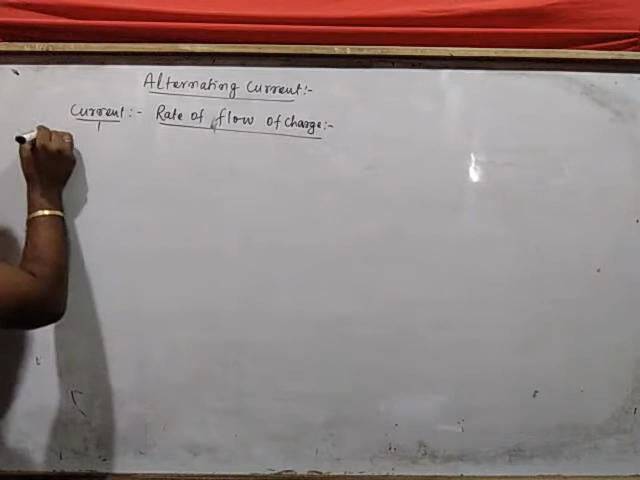 Alternating Current:-
Current:- Rate of flow of charge:-